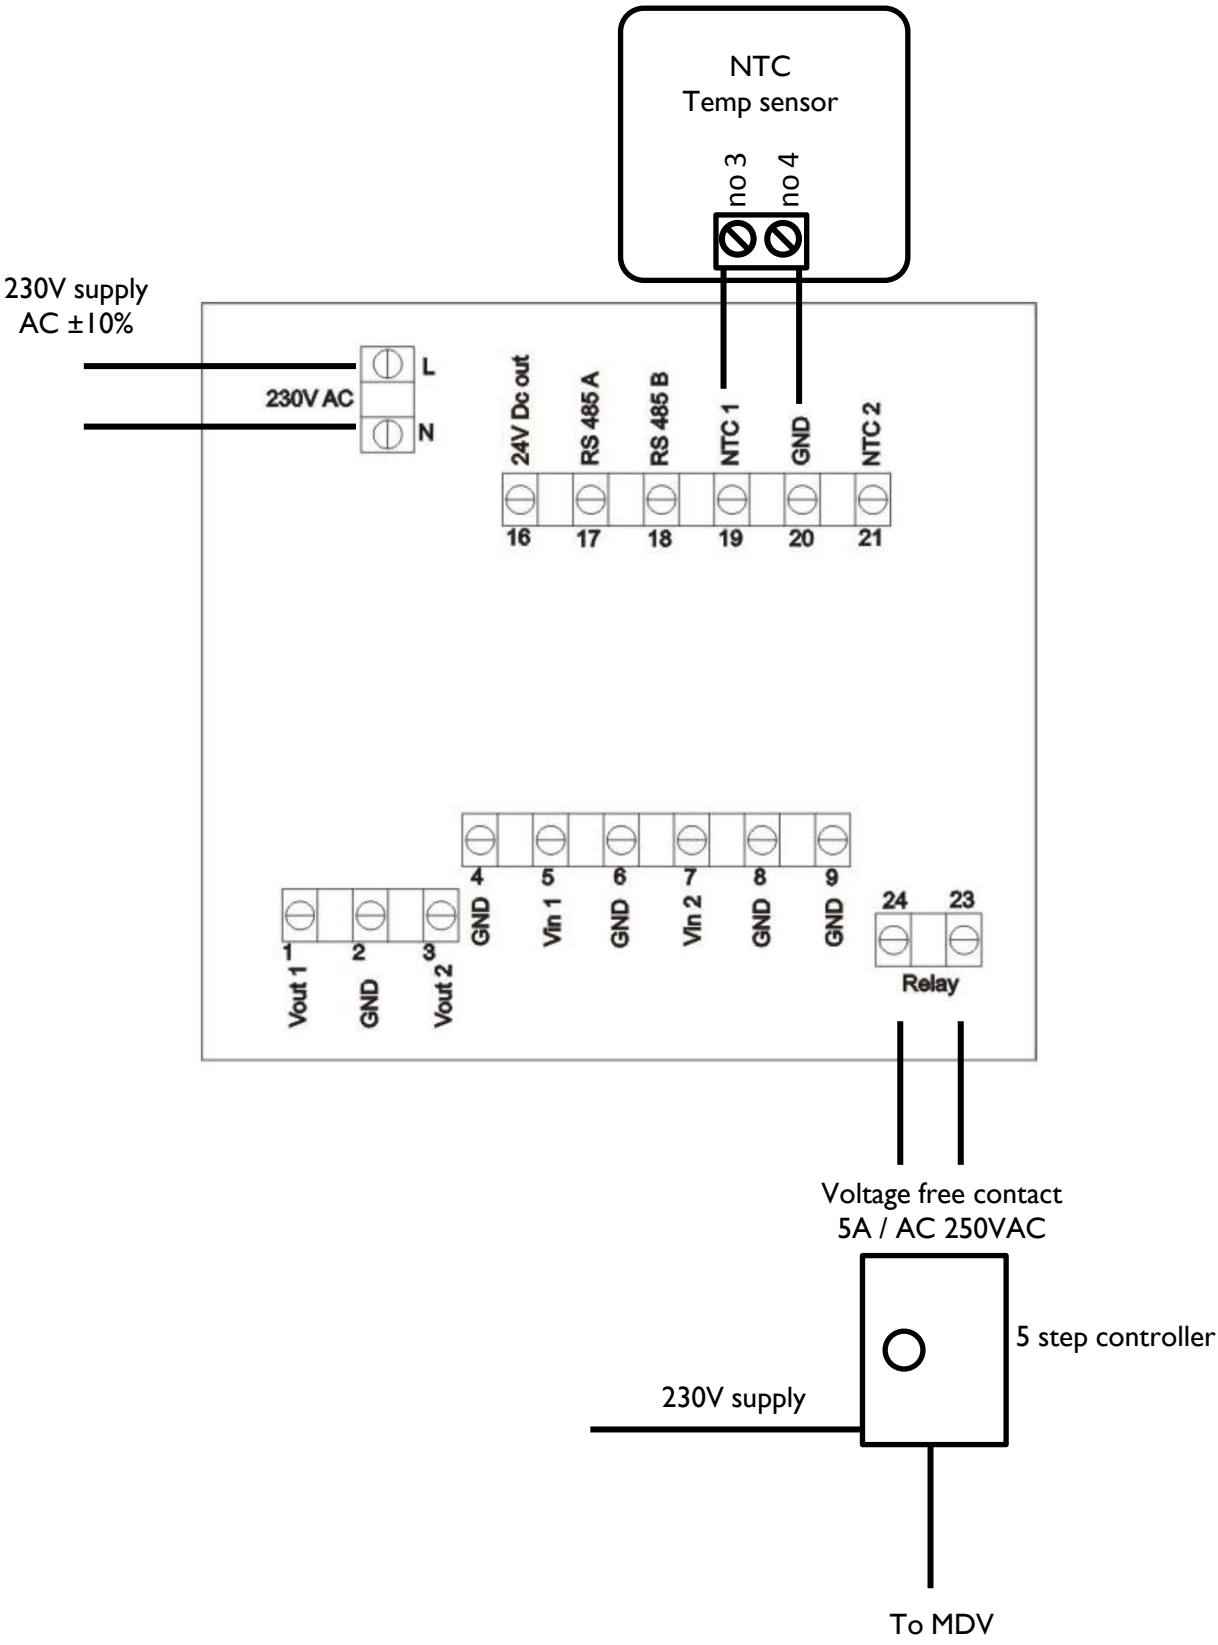 NTC
Temp sensor
no 3
no 4
230V supply
AC ±10%
L
230V AC
N
24V Dc out
RS 485 A
RS 485 B
NTC 1
GND
NTC 2
16
17
18
19
20
21
4
5
6
7
8
9
GND
Vin 1
GND
Vin 2
GND
GND
1
2
3
Vout 1
GND
Vout 2
24
23
Relay
Voltage free contact
5A / AC 250VAC
5 step controller
230V supply
To MDV